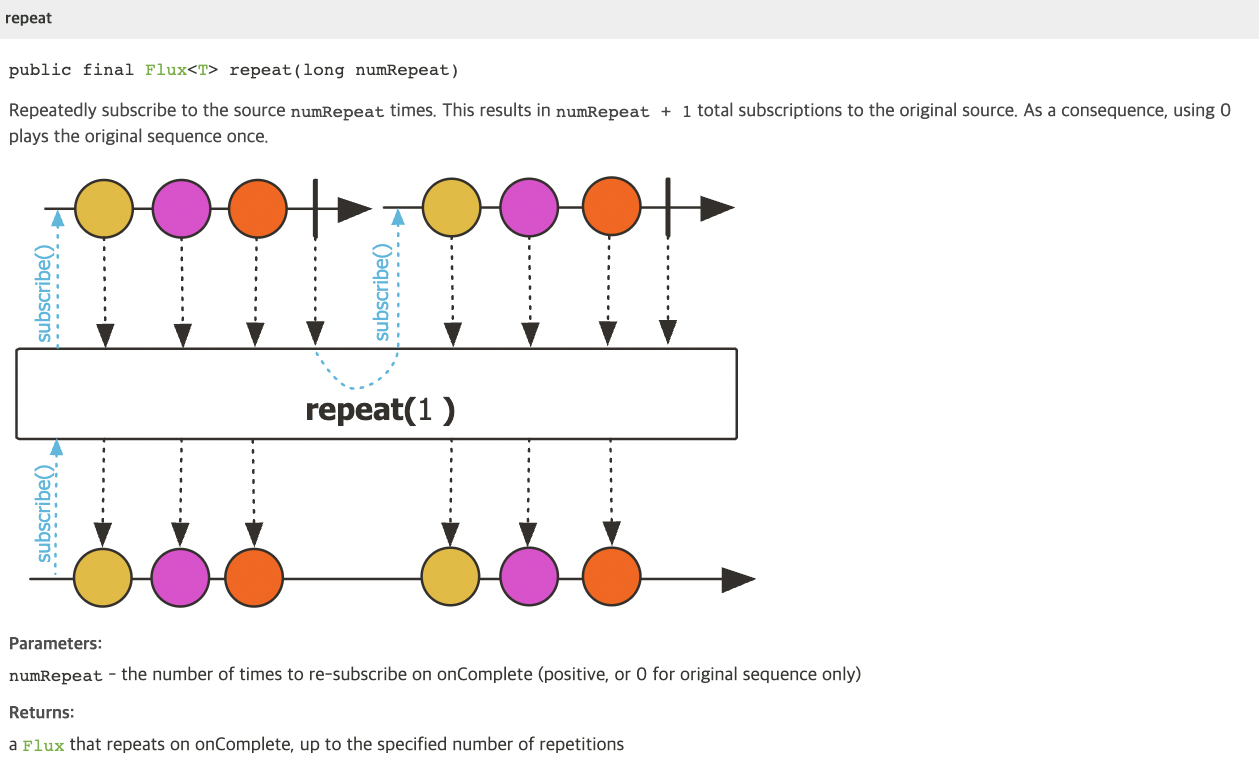 repeat
public final Flux<T> repeat(long numRepeat)
Repeatedly subscribe to the source numRepeat times. This results in numRepeat + 1 total subscriptions to the original source. As a consequence, using 0
plays the original sequence once.
subscribe()
subscribe()
repeat(1 )
subscribe()
Parameters:
numRepeat - the number of times to re-subscribe on onComplete (positive, or 0 for original sequence only)
Returns:
a Flux that repeats on onComplete, up to the specified number of repetitions